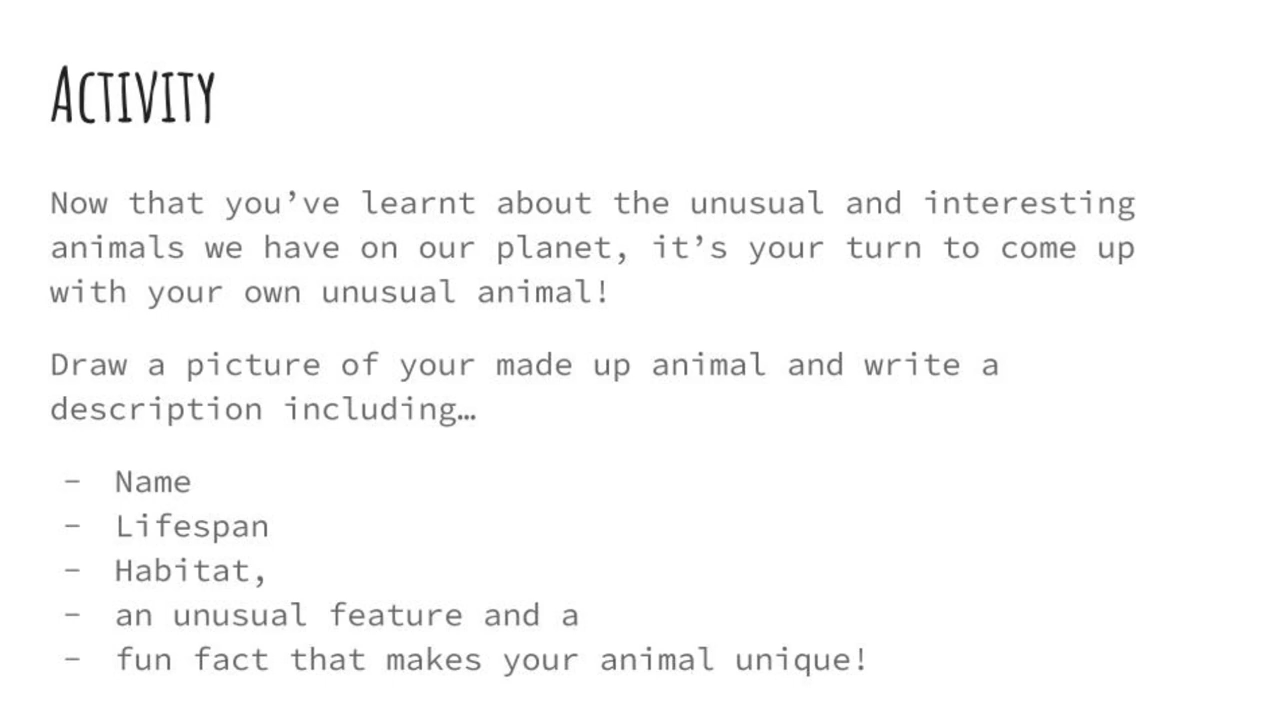 Activity
Now that you’ve learnt about the unusual and interesting
animals we have on our planet, it’s your turn to come up
with your own unusual animal!
Draw a picture of your made up animal and write a
description including…
- Name
- Lifespan
- Habitat,
- an unusual feature and a
- fun fact that makes your animal unique!